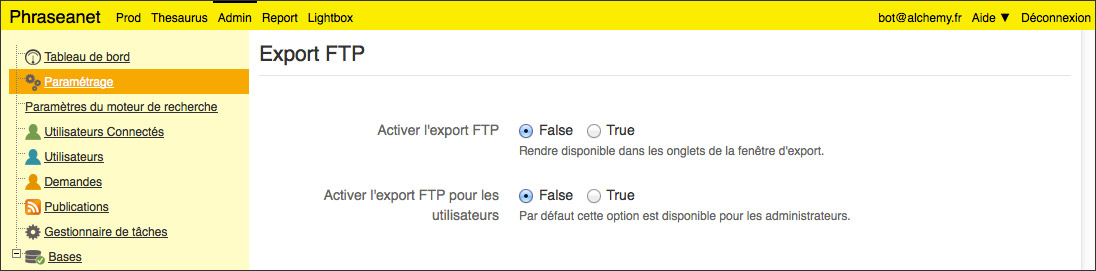 Phraseanet Prod Thesaurus Admin Report Lightbox bot@alchemy.fr Aide ▼ Déconnexion
Tableau de bord
Paramétrage
Paramètres du moteur de recherche
Utilisateurs Connectés
Utilisateurs
Demandes
Publications
Gestionnaire de tâches
Bases
Export FTP
Activer l'export FTP False True
Rendre disponible dans les onglets de la fenêtre d'export.
Activer l'export FTP pour les
utilisateurs
False True
Par défaut cette option est disponible pour les administrateurs.